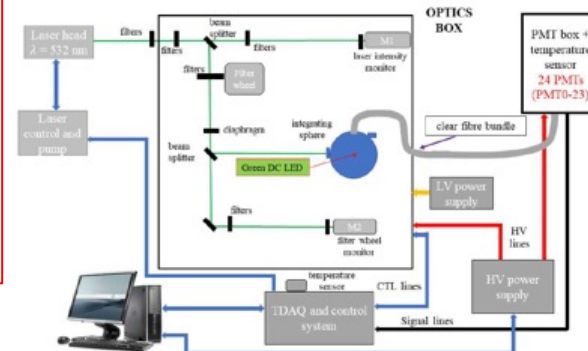 Laser head
λ = 532 nm
filters
filters
beam
splitter
filters
M1
laser intensity
monitor
OPTICS
BOX
PMT box +
temperature
sensor
24 PMTs
(PMT0-23)
Filter
wheel
Laser
control and
pump
diaphragm
integrating
sphere
clear fibre bundle
beam
splitter
Green DC LED
LV power
supply
filters
M2
filter wheel
monitor
HV
lines
temperature
sensor
CTL lines
HV power
supply
TDAQ and control
system
Signal lines